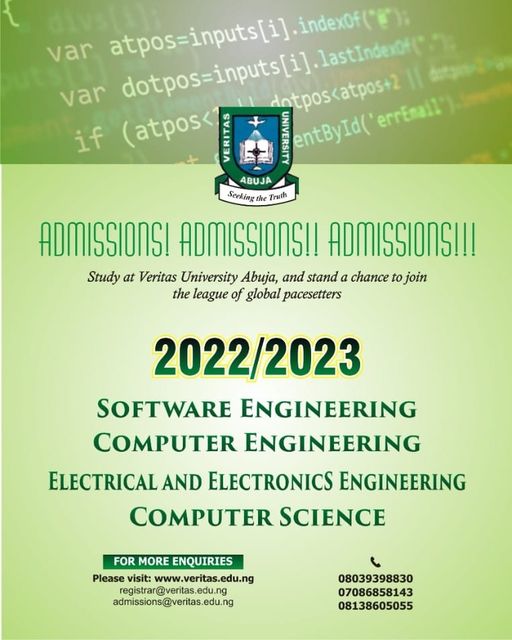 divs[i].
var atpos=inputs[i].indexOf("@");
var dotpos=inputs[i].lastIndexOf(".");
if (atpos< dotpos<atpos+2 ||
entById('errEmail').
VERITAS UNIVERSITY
ABUJA
Seeking the Truth
ADMISSIONS! ADMISSIONS!! ADMISSIONS!!!
Study at Veritas University Abuja, and stand a chance to join
the league of global pacesetters
2022/2023
SOFTWARE ENGINEERING
COMPUTER ENGINEERING
ELECTRICAL AND ELECTRONICS ENGINEERING
COMPUTER SCIENCE
FOR MORE ENQUIRIES
Please visit: www.veritas.edu.ng
registrar@veritas.edu.ng
admissions@veritas.edu.ng
08039398830
07086858143
08138605055